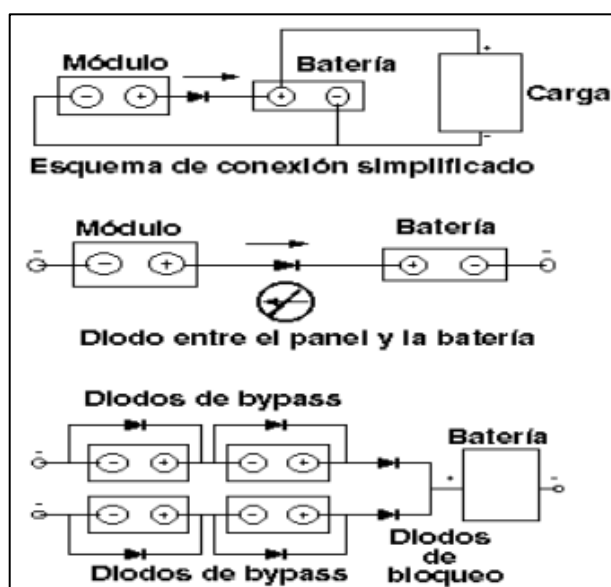 Módulo
Batería
- +
+ -
+
Carga
-
Esquema de conexión simplificado
Módulo
Batería
-
- +
+ -
-
Diodo entre el panel y la batería
Diodos de bypass
Batería
-
- +
- +
+
-
-
- +
- +
Diodos
de
bloqueo
Diodos de bypass